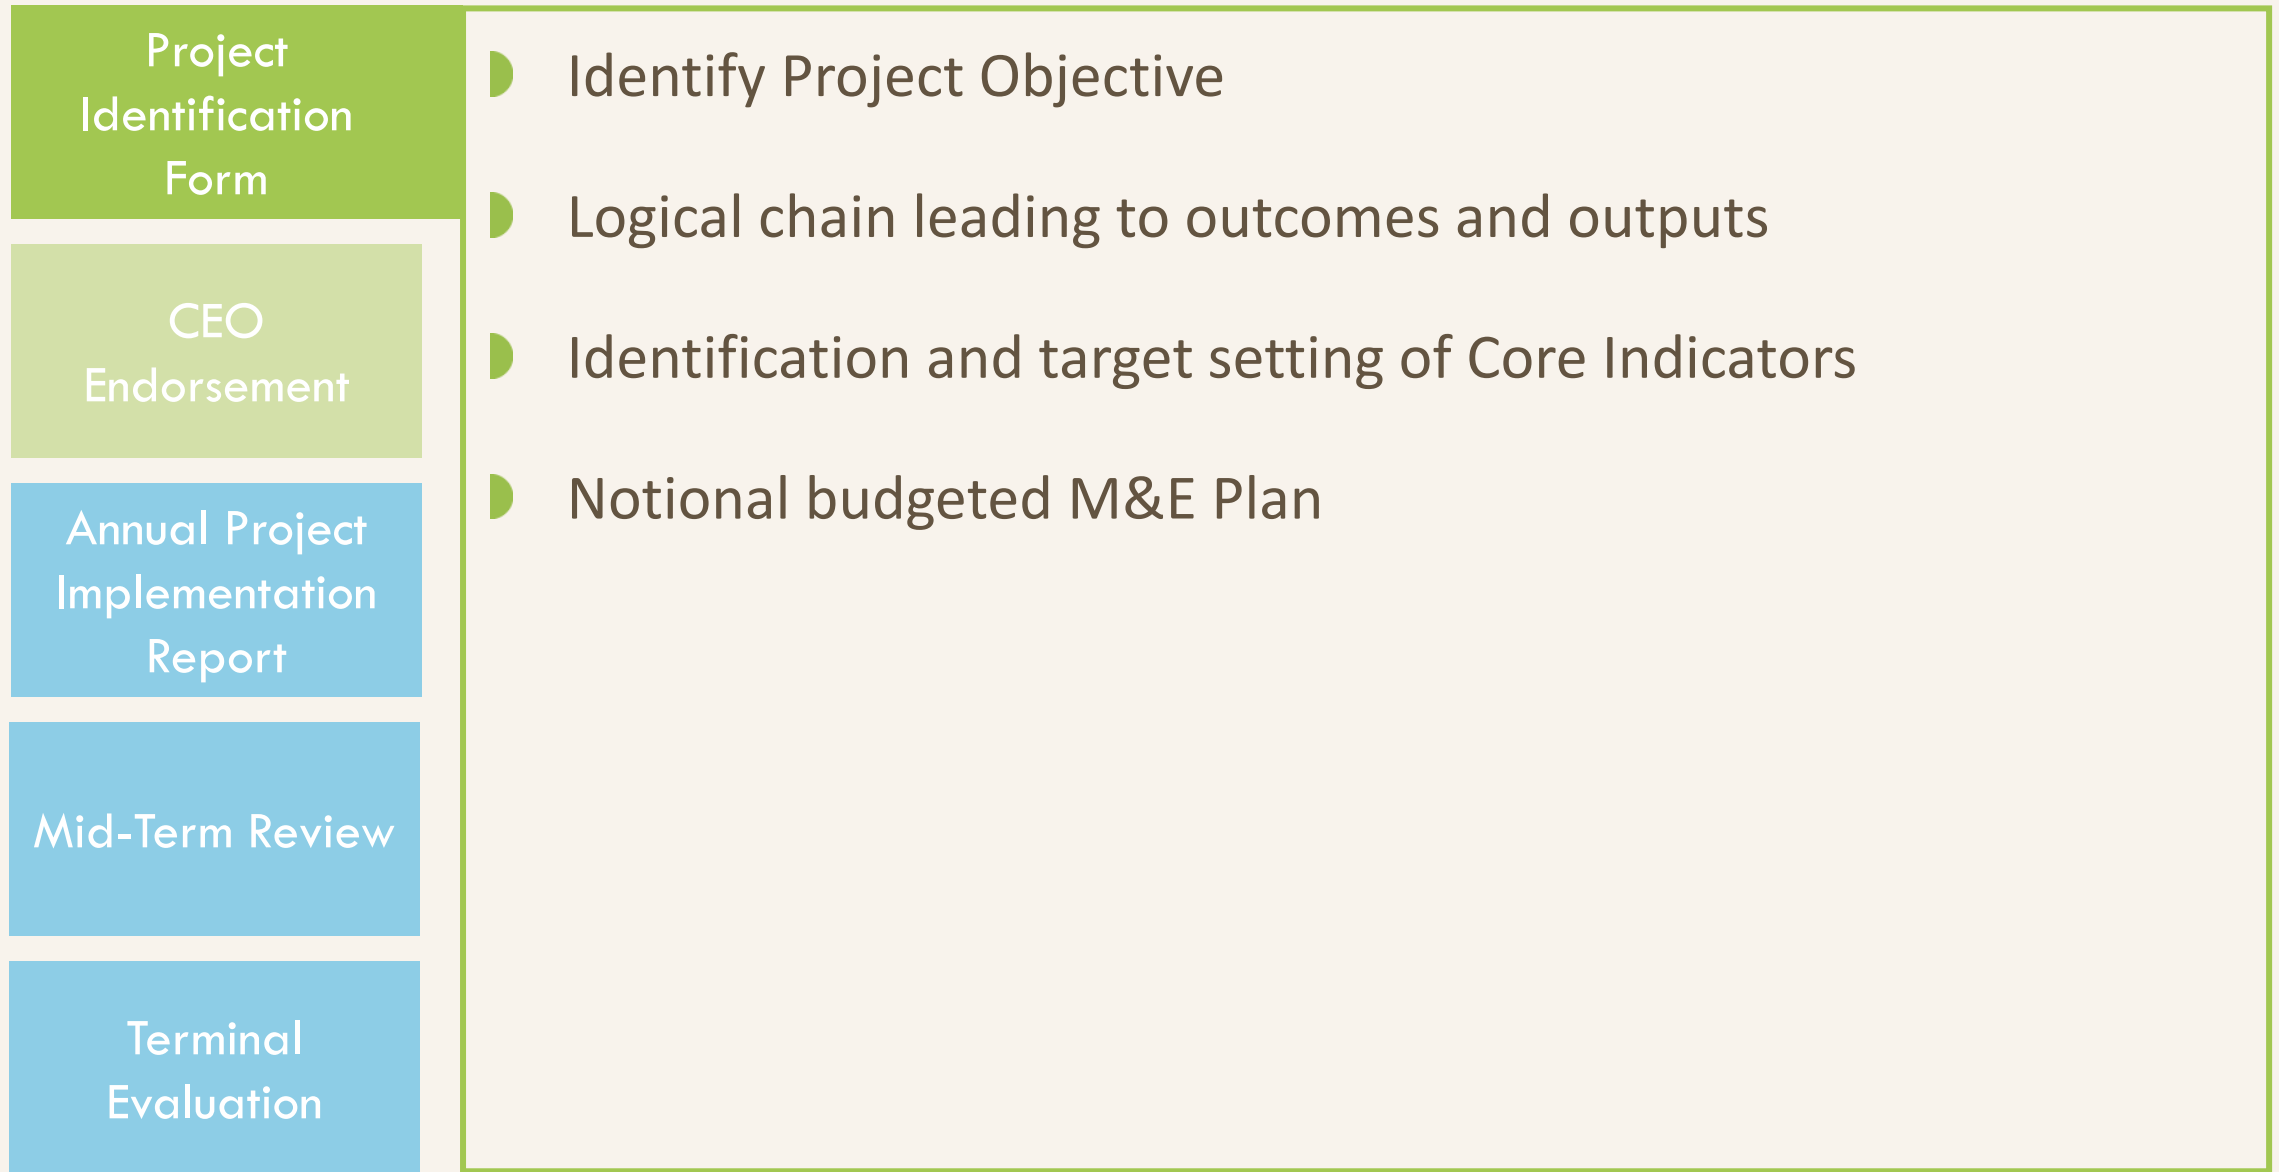 Project
Identification
Form
CEO
Endorsement
Annual Project
Implementation
Report
Mid-Term Review
Terminal
Evaluation
Identify Project Objective
Logical chain leading to outcomes and outputs
Identification and target setting of Core Indicators
Notional budgeted M&E Plan